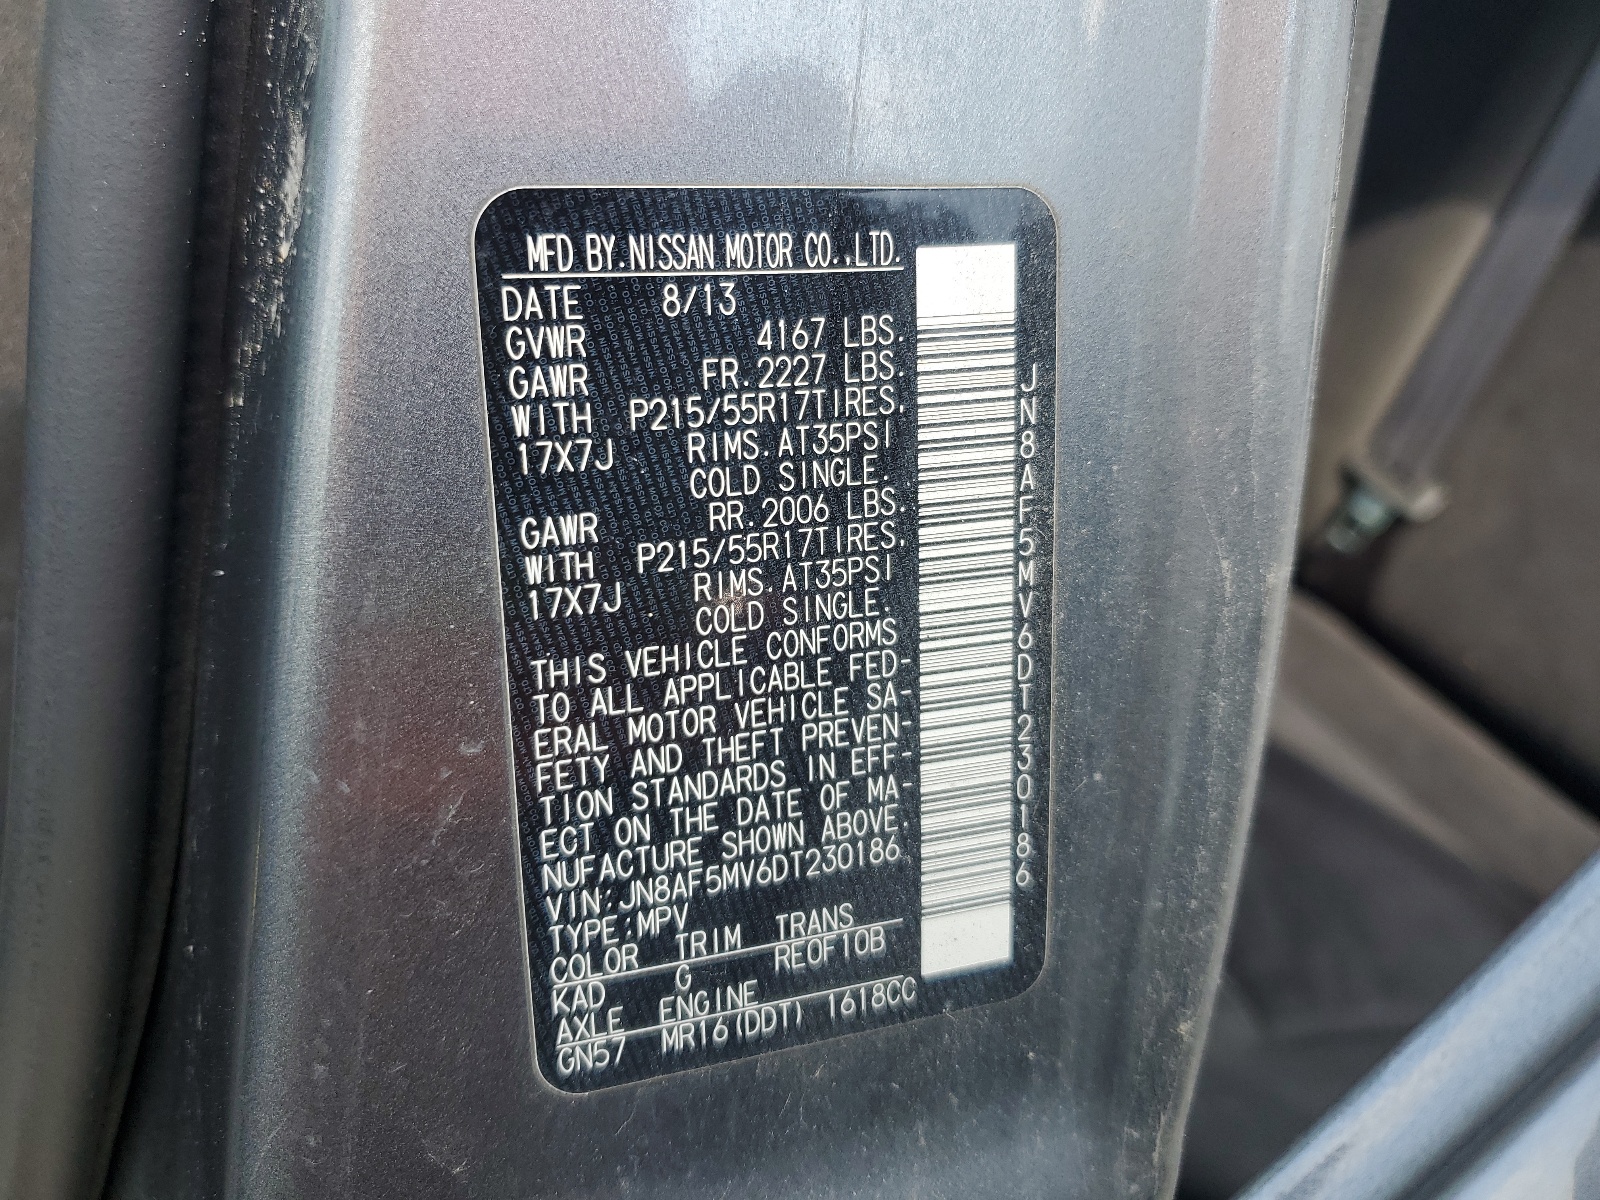 MFD BY.NISSAN MOTOR CO.,LTD.
DATE 8/13
GVWR 4167 LBS.
GAWR FR.2227 LBS.
WITH P215/55R17TIRES.
17X7J RIMS.AT35PSI
COLD SINGLE.
GAWR RR.2006 LBS.
WITH P215/55R17TIRES.
17X7J RIMS.AT35PSI
COLD SINGLE.
THIS VEHICLE CONFORMS
TO ALL APPLICABLE FED-
ERAL MOTOR VEHICLE SA-
FETY AND THEFT PREVEN-
TION STANDARDS IN EFF-
ECT ON THE DATE OF MA-
NUFACTURE SHOWN ABOVE.
VIN:JN8AF5MV6DT230186
TYPE:MPV
COLOR TRIM TRANS
KAD G RE0F10B
AXLE ENGINE
GN57 MR16(DDT) 1618CC
JN8AF5MV6DT230186